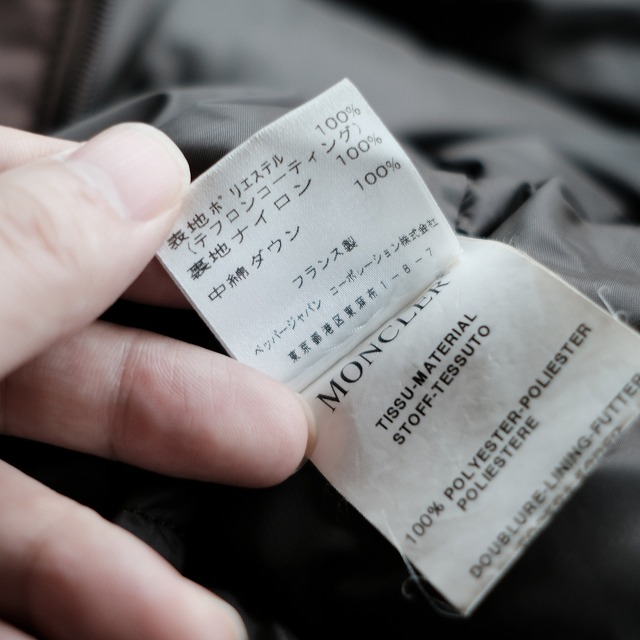 表地 ポリエステル 100%
(テフロンコーティング)
裏地 ナイロン 100%
中綿 ダウン 100%
フランス製
ペッパージャパン コーポレーション株式会社
東京都港区東麻布1-8-7
MONCLER
TISSU-MATERIAL
STOFF-TESSUTO
100% POLYESTER-POLIESTER
POLIESTERE
DOUBLURE-LINING-FUTTER